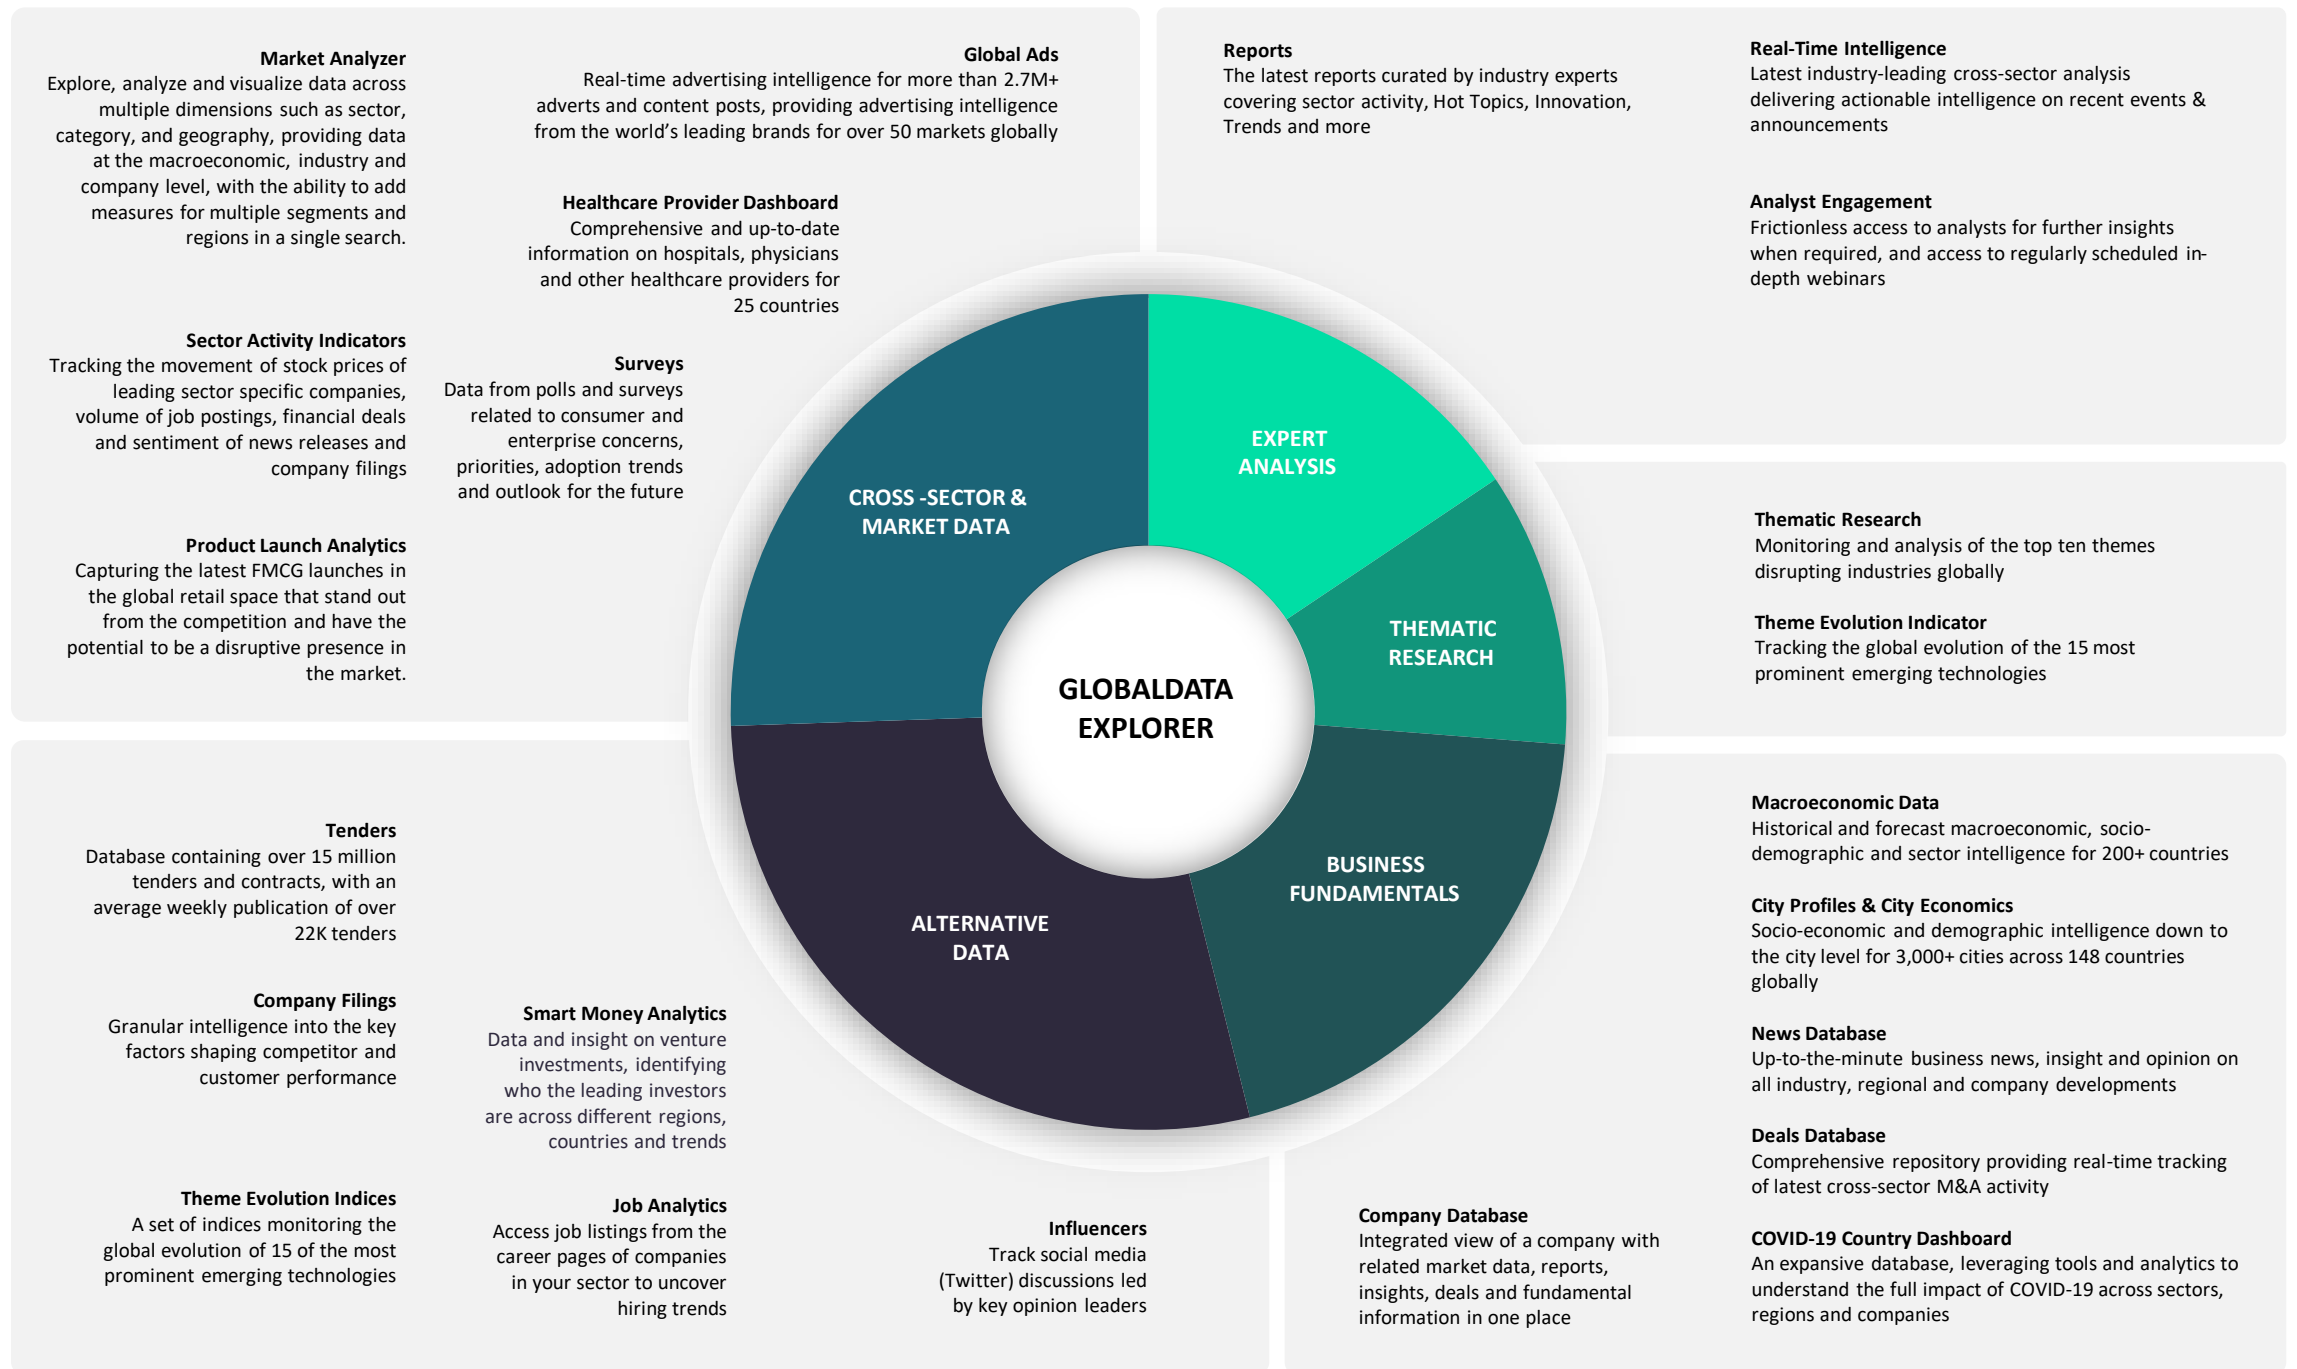 Market Analyzer
Explore, analyze and visualize data across
multiple dimensions such as sector,
category, and geography, providing data
at the macroeconomic, industry and
company level, with the ability to add
measures for multiple segments and
regions in a single search.
Sector Activity Indicators
Tracking the movement of stock prices of
leading sector specific companies,
volume of job postings, financial deals
and sentiment of news releases and
company filings
Product Launch Analytics
Capturing the latest FMCG launches in
the global retail space that stand out
from the competition and have the
potential to be a disruptive presence in
the market.
Global Ads
Real-time advertising intelligence for more than 2.7M+
adverts and content posts, providing advertising intelligence
from the world's leading brands for over 50 markets globally
Healthcare Provider Dashboard
Comprehensive and up-to-date
information on hospitals, physicians
and other healthcare providers for
25 countries
Surveys
Data from polls and surveys
related to consumer and
enterprise concerns,
priorities, adoption trends
and outlook for the future
Reports
The latest reports curated by industry experts
covering sector activity, Hot Topics, Innovation,
Trends and more
Real-Time Intelligence
Latest industry-leading cross-sector analysis
delivering actionable intelligence on recent events &
announcements
Analyst Engagement
Frictionless access to analysts for further insights
when required, and access to regularly scheduled in-
depth webinars
EXPERT
ANALYSIS
CROSS -SECTOR &
MARKET DATA
THEMATIC
RESEARCH
GLOBALDATA
EXPLORER
BUSINESS
FUNDAMENTALS
ALTERNATIVE
DATA
Thematic Research
Monitoring and analysis of the top ten themes
disrupting industries globally
Theme Evolution Indicator
Tracking the global evolution of the 15 most
prominent emerging technologies
Tenders
Database containing over 15 million
tenders and contracts, with an
average weekly publication of over
22K tenders
Company Filings
Granular intelligence into the key
factors shaping competitor and
customer performance
Theme Evolution Indices
A set of indices monitoring the
global evolution of 15 of the most
prominent emerging technologies
Smart Money Analytics
Data and insight on venture
investments, identifying
who the leading investors
are across different regions,
countries and trends
Job Analytics
Access job listings from the
career pages of companies
in your sector to uncover
hiring trends
Influencers
Track social media
(Twitter) discussions led
by key opinion leaders
Company Database
Integrated view of a company with
related market data, reports,
insights, deals and fundamental
information in one place
Macroeconomic Data
Historical and forecast macroeconomic, socio-
demographic and sector intelligence for 200+ countries
City Profiles & City Economics
Socio-economic and demographic intelligence down to
the city level for 3,000+ cities across 148 countries
globally
News Database
Up-to-the-minute business news, insight and opinion on
all industry, regional and company developments
Deals Database
Comprehensive repository providing real-time tracking
of latest cross-sector M&A activity
COVID-19 Country Dashboard
An expansive database, leveraging tools and analytics to
understand the full impact of COVID-19 across sectors,
regions and companies